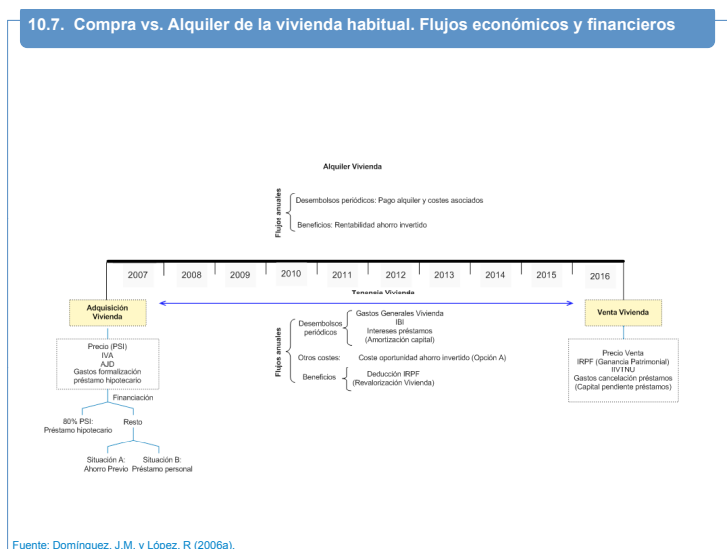 10.7. Compra vs. Alquiler de la vivienda habitual. Flujos económicos y financieros
Alquiler Vivienda
Flujos anuales
Desembolsos periódicos: Pago alquiler y costes asociados
Beneficios: Rentabilidad ahorro invertido
2007 2008 2009 2010 2011 2012 2013 2014 2015 2016
Tenencia Vivienda
Adquisición
Vivienda
Precio (PSI)
IVA
AJD
Gastos formalización
préstamo hipotecario
Financiación
80% PSI:
Préstamo hipotecario
Resto
Situación A:
Ahorro Previo
Situación B:
Préstamo personal
Flujos anuales
Desembolsos
periódicos
Gastos Generales Vivienda
IBI
Intereses préstamos
(Amortización capital)
Otros costes: Coste oportunidad ahorro invertido (Opción A)
Beneficios
Deducción IRPF
(Revalorización Vivienda)
Venta Vivienda
Precio Venta
IRPF (Ganancia Patrimonial)
IIVTNU
Gastos cancelación préstamos
(Capital pendiente préstamos)
Fuente: Domínguez, J.M. y López, R (2006a).